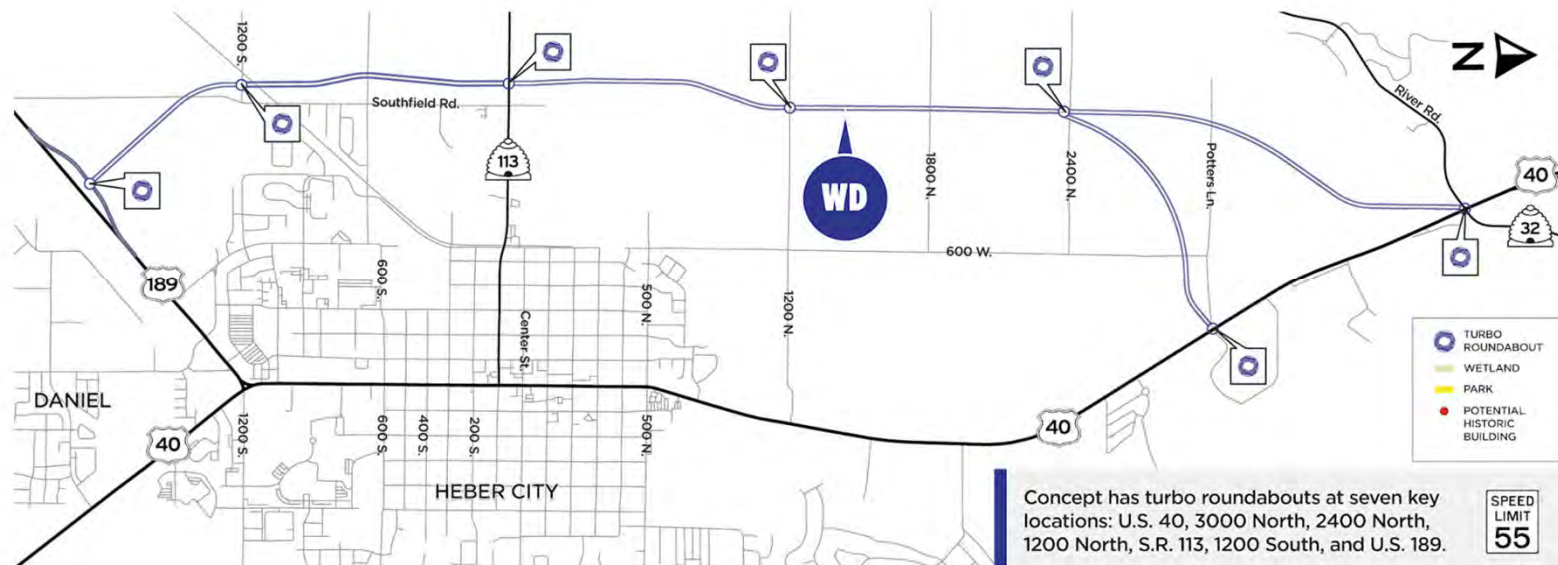 1200 S.
N
River Rd.
Southfield Rd.
113
1800 N.
2400 N.
Potters Ln.
40
WD
32
189
600 S.
600 W.
500 N.
1200 N.
Center St.
TURBO
ROUNDABOUT
WETLAND
PARK
POTENTIAL
HISTORIC
BUILDING
DANIEL
40
1200 S.
600 S.
400 S.
200 S.
500 N.
40
HEBER CITY
Concept has turbo roundabouts at seven key
locations: U.S. 40, 3000 North, 2400 North,
1200 North, S.R. 113, 1200 South, and U.S. 189.
SPEED
LIMIT
55